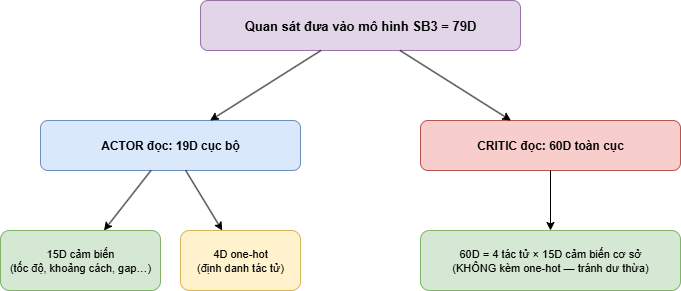 Quan sát đưa vào mô hình SB3 = 79D
ACTOR đọc: 19D cục bộ
CRITIC đọc: 60D toàn cục
15D cảm biến
(tốc độ, khoảng cách, gap…)
4D one-hot
(định danh tác tử)
60D = 4 tác tử × 15D cảm biến cơ sở
(KHÔNG kèm one-hot — tránh dư thừa)